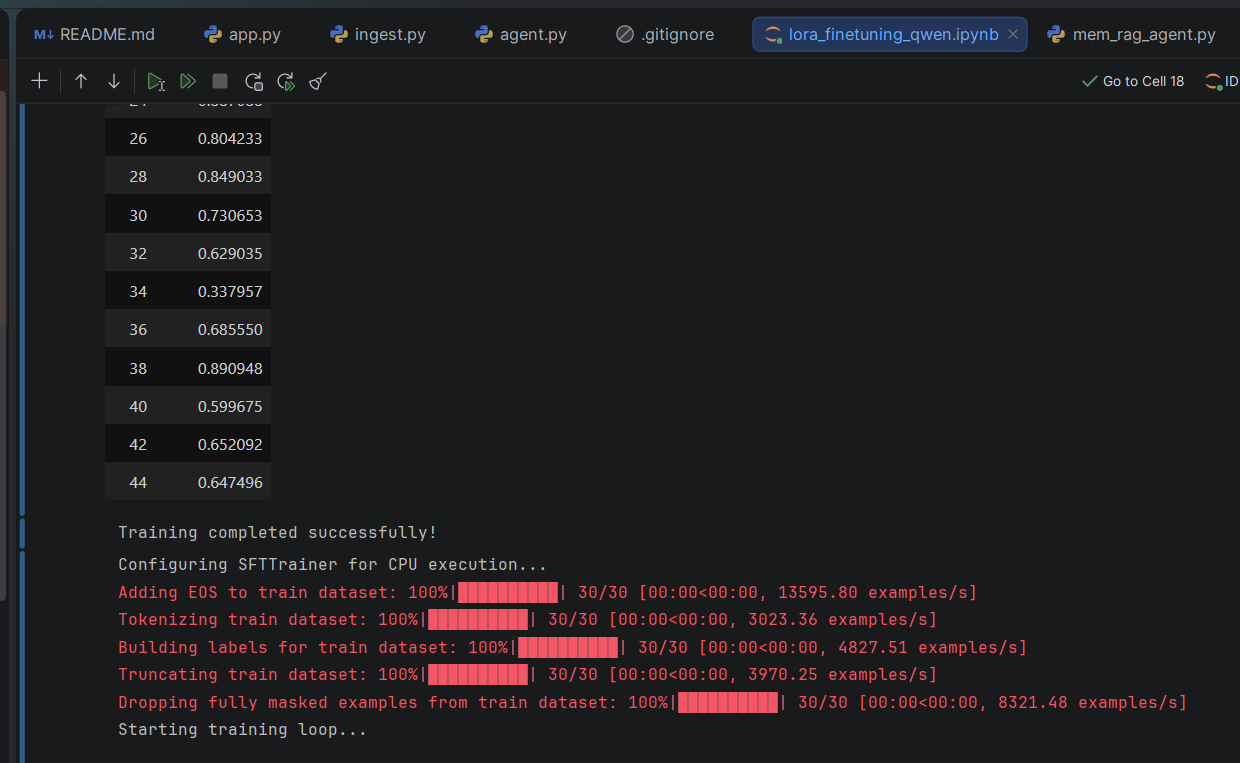 M↓ README.md app.py ingest.py agent.py .gitignore lora_finetuning_qwen.ipynb mem_rag_agent.py
Go to Cell 18 ID
26 0.804233
28 0.849033
30 0.730653
32 0.629035
34 0.337957
36 0.685550
38 0.890948
40 0.599675
42 0.652092
44 0.647496
Training completed successfully!
Configuring SFTTrainer for CPU execution...
Adding EOS to train dataset: 100%|██████████| 30/30 [00:00<00:00, 13595.80 examples/s]
Tokenizing train dataset: 100%|██████████| 30/30 [00:00<00:00, 3023.36 examples/s]
Building labels for train dataset: 100%|██████████| 30/30 [00:00<00:00, 4827.51 examples/s]
Truncating train dataset: 100%|██████████| 30/30 [00:00<00:00, 3970.25 examples/s]
Dropping fully masked examples from train dataset: 100%|██████████| 30/30 [00:00<00:00, 8321.48 examples/s]
Starting training loop...